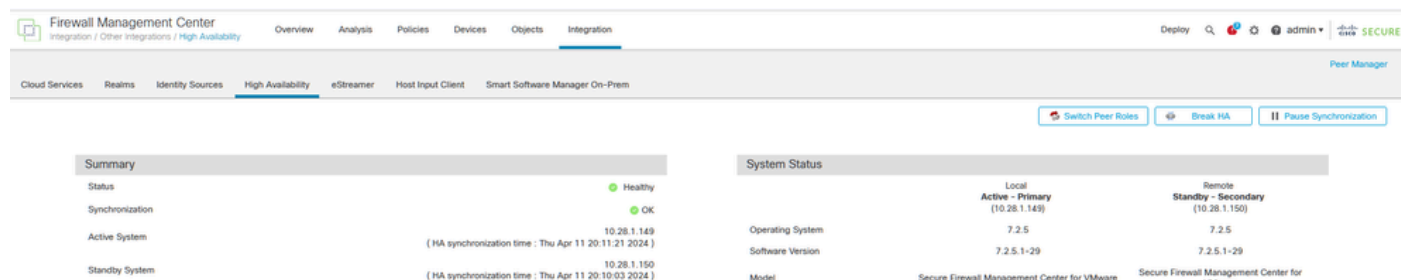 Firewall Management Center
Integration / Other Integrations / High Availability
Overview Analysis Policies Devices Objects Integration
Deploy admin SECURE
Peer Manager
Cloud Services Realms Identity Sources High Availability eStreamer Host Input Client Smart Software Manager On-Prem
Switch Peer Roles Break HA Pause Synchronization
Summary
Status Healthy
Synchronization OK
Active System 10.28.1.149
( HA synchronization time : Thu Apr 11 20:11:21 2024 )
Standby System 10.28.1.150
( HA synchronization time : Thu Apr 11 20:10:03 2024 )
System Status
Local Remote
Active - Primary Standby - Secondary
(10.28.1.149) (10.28.1.150)
Operating System 7.2.5 7.2.5
Software Version 7.2.5.1-29 7.2.5.1-29
Model Secure Firewall Management Center for VMware Secure Firewall Management Center for